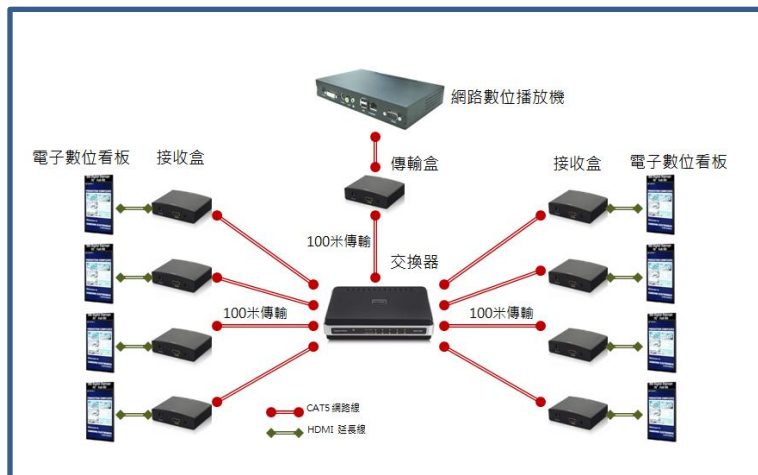 網路數位播放機
電子數位看板
接收盒
傳輸盒
接收盒
電子數位看板
100米傳輸
交換器
100米傳輸
100米傳輸
CAT5 網路線
HDMI 延長線